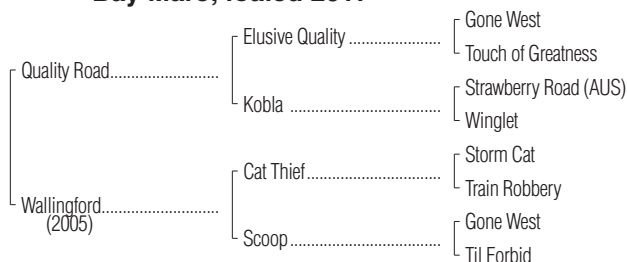 Bay Mare; foaled
Gone West
Elusive Quality
Touch of Greatness
Quality Road
Strawberry Road (AUS)
Kobla
Winglet
Storm Cat
Cat Thief
Train Robbery
Wallingford
(2005)
Gone West
Scoop
Til Forbid